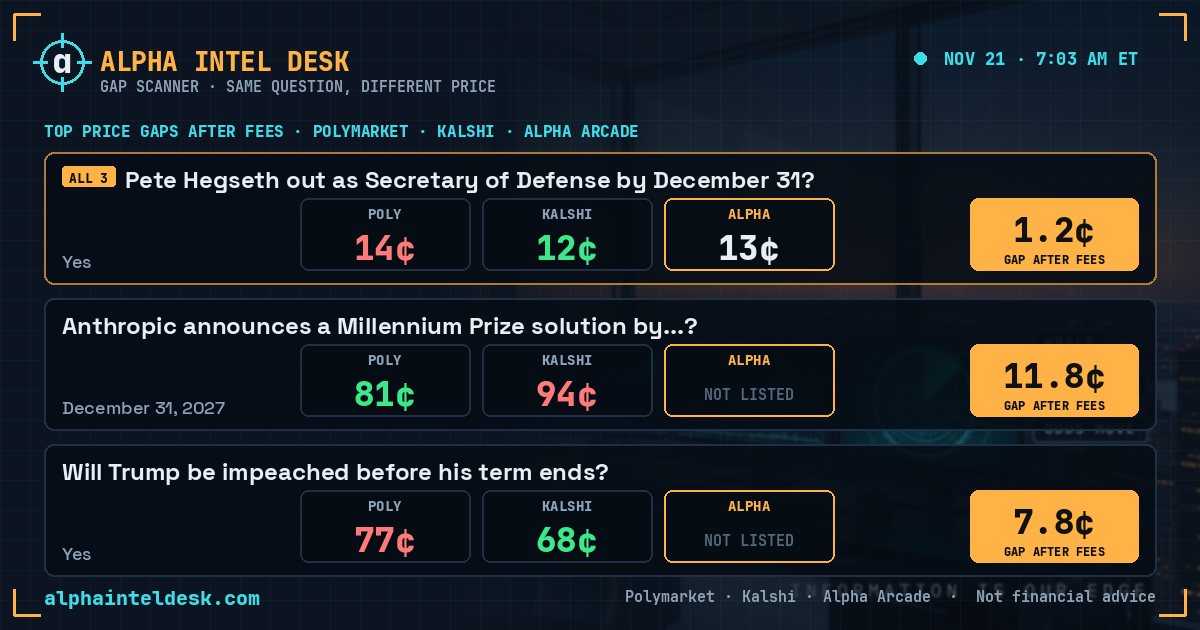 α
ALPHA INTEL DESK
GAP SCANNER · SAME QUESTION, DIFFERENT PRICE
NOV 21 · 7:03 AM ET
TOP PRICE GAPS AFTER FEES · POLYMARKET · KALSHI · ALPHA ARCADE
ALL 3 Pete Hegseth out as Secretary of Defense by December 31?
POLY KALSHI ALPHA
14¢ 12¢ 13¢ 1.2¢
Yes GAP AFTER FEES
Anthropic announces a Millennium Prize solution by...?
POLY KALSHI ALPHA
81¢ 94¢ NOT LISTED 11.8¢
December 31, 2027 GAP AFTER FEES
Will Trump be impeached before his term ends?
POLY KALSHI ALPHA
77¢ 68¢ NOT LISTED 7.8¢
Yes GAP AFTER FEES
INFORMATION IS OUR EDGE
alphainteldesk.com
Polymarket · Kalshi · Alpha Arcade · Not financial advice